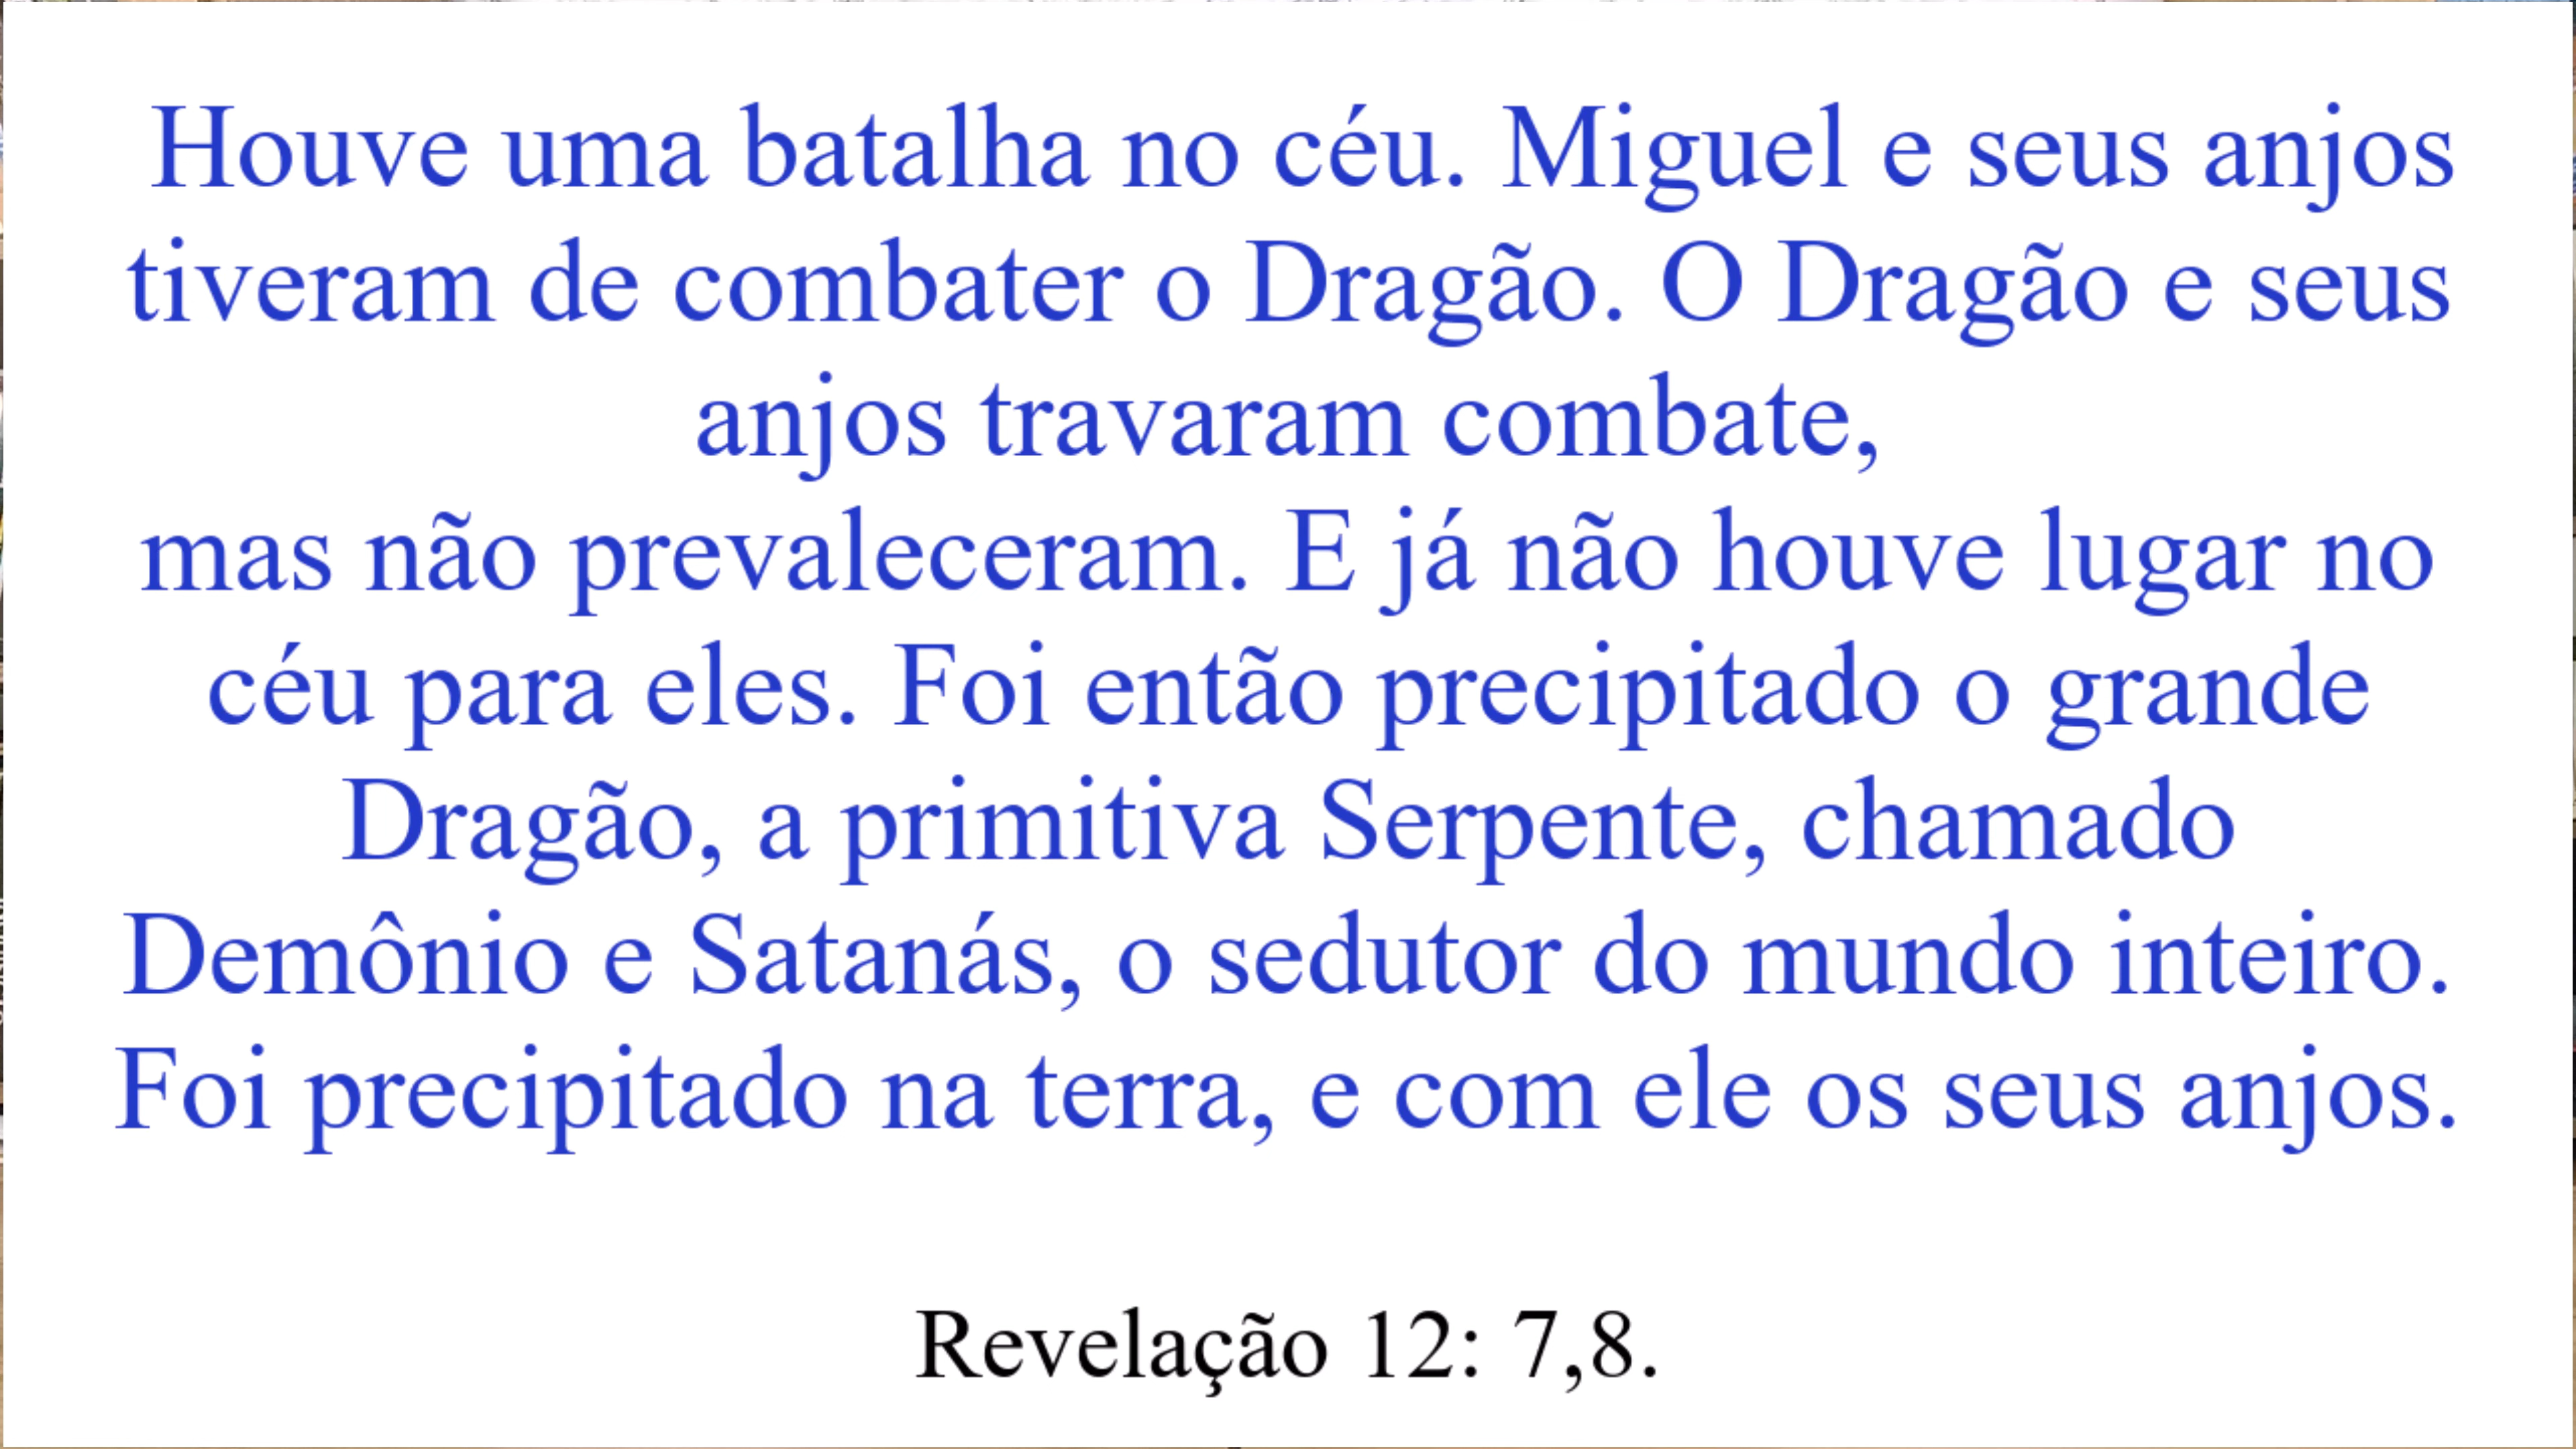 Houve uma batalha no céu. Miguel e seus anjos
tiveram de combater o Dragão. O Dragão e seus
anjos travaram combate,
mas não prevaleceram. E já não houve lugar no
céu para eles. Foi então precipitado o grande
Dragão, a primitiva Serpente, chamado
Demônio e Satanás, o sedutor do mundo inteiro.
Foi precipitado na terra, e com ele os seus anjos.
Revelação 12: 7,8.